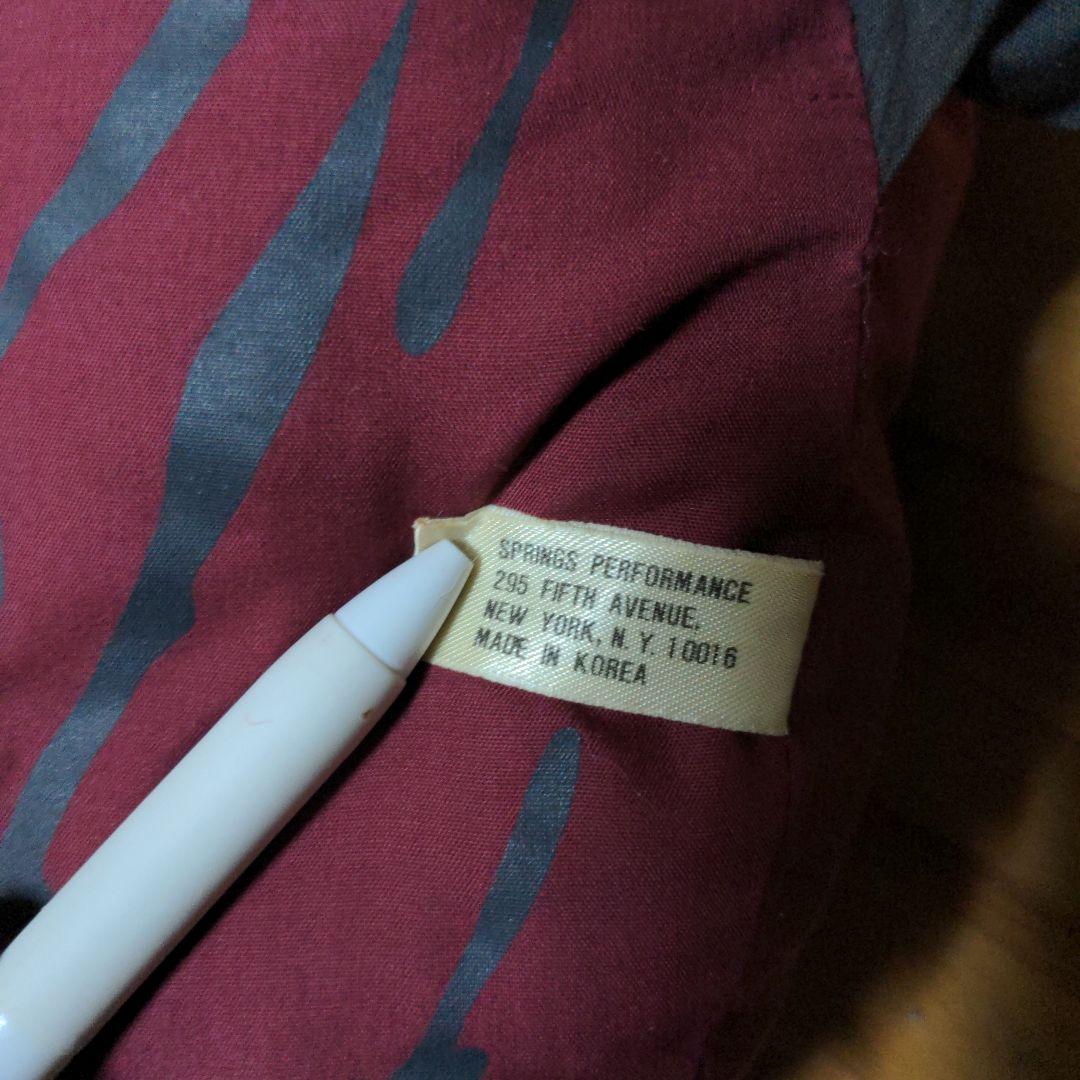 SPRINGS PERFORMANCE
295 FIFTH AVENUE,
NEW YORK, N.Y. 10016
MADE IN KOREA